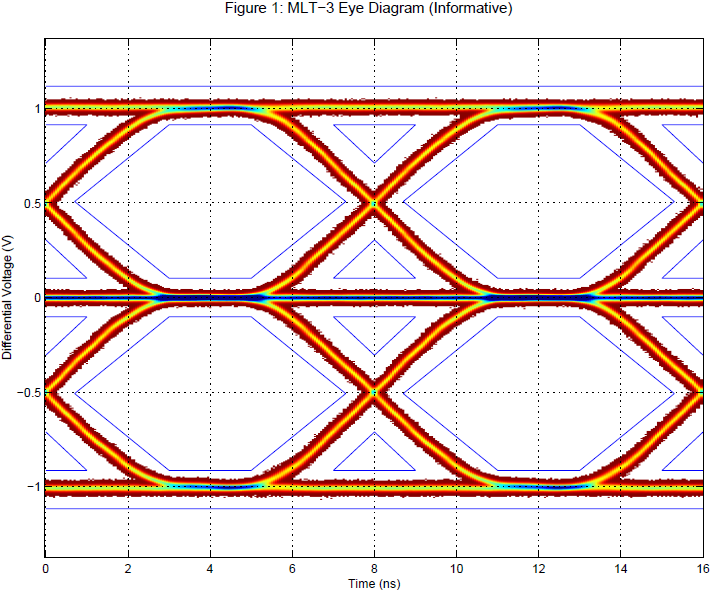 Figure 1: MLT−3 Eye Diagram (Informative)
Differential Voltage (V)
1
0.5
0
−0.5
−1
0 2 4 6 8 10 12 14 16
Time (ns)